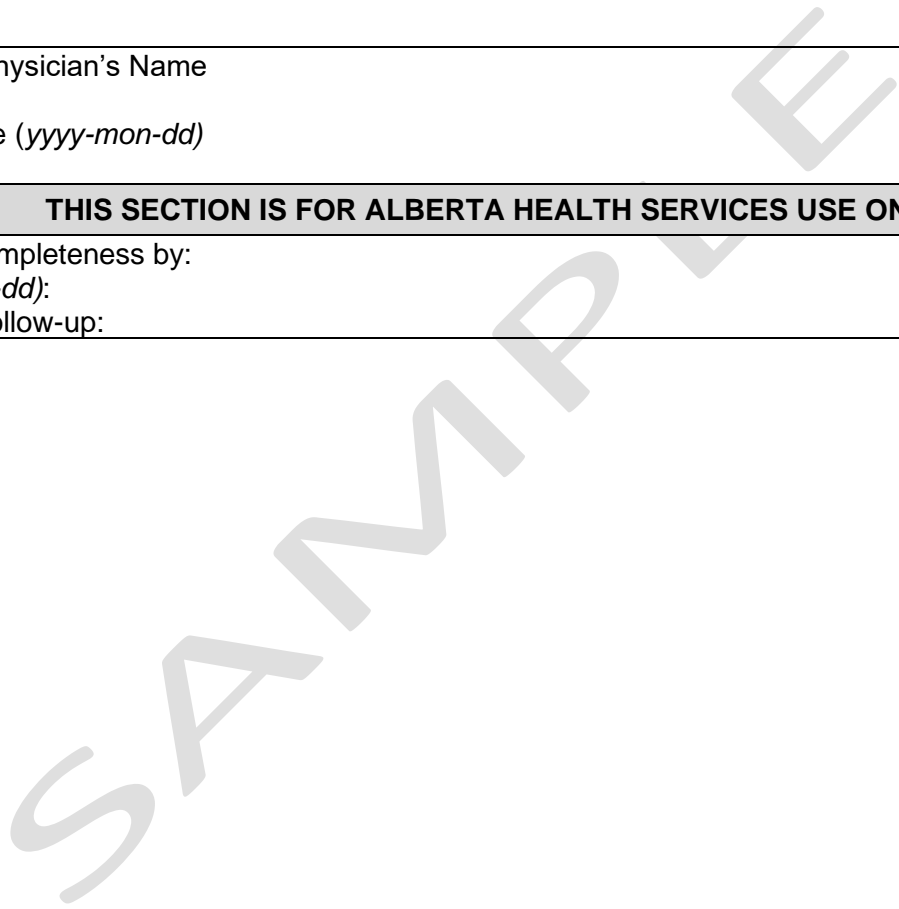 hysician's Name
e (yyyy-mon-dd)
THIS SECTION IS FOR ALBERTA HEALTH SERVICES USE ON
mpleteness by:
-dd):
ollow-up:
SAMPLE